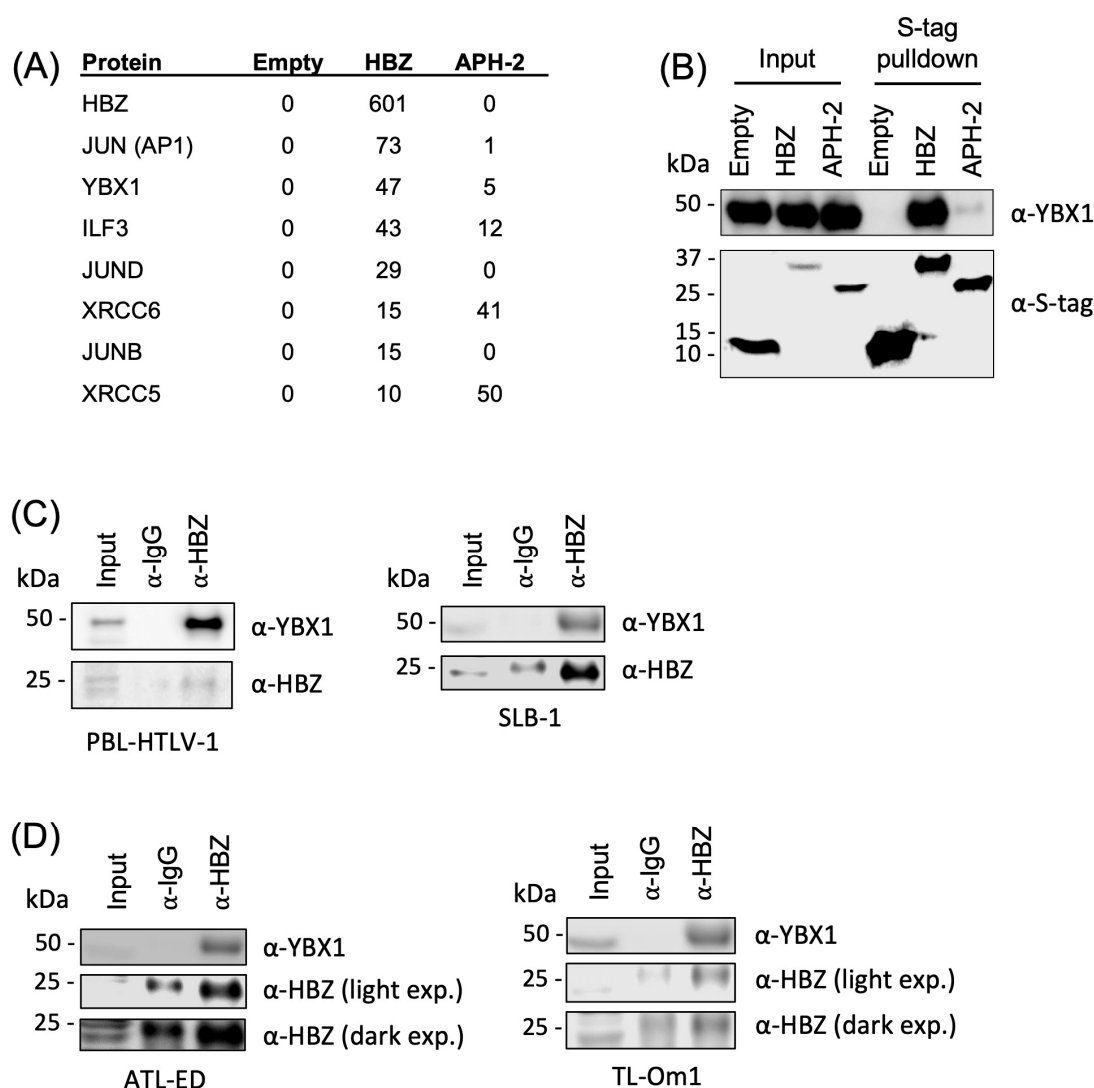 (A)
Protein Empty HBZ APH-2
HBZ 0 601 0
JUN (AP1) 0 73 1
YBX1 0 47 5
ILF3 0 43 12
JUND 0 29 0
XRCC6 0 15 41
JUNB 0 15 0
XRCC5 0 10 50
(B)
Input
S-tag
pulldown
kDa
Empty
HBZ
APH-2
Empty
HBZ
APH-2
50 -
α-YBX1
37 -
25 -
15 -
10 -
α-S-tag
(C)
kDa
Input
α-IgG
α-HBZ
50 -
α-YBX1
25 -
α-HBZ
PBL-HTLV-1
kDa
Input
α-IgG
α-HBZ
50 -
α-YBX1
25 -
α-HBZ
SLB-1
(D)
kDa
Input
α-IgG
α-HBZ
50 -
α-YBX1
25 -
α-HBZ (light exp.)
25 -
α-HBZ (dark exp.)
ATL-ED
kDa
Input
α-IgG
α-HBZ
50 -
α-YBX1
25 -
α-HBZ (light exp.)
25 -
α-HBZ (dark exp.)
TL-Om1